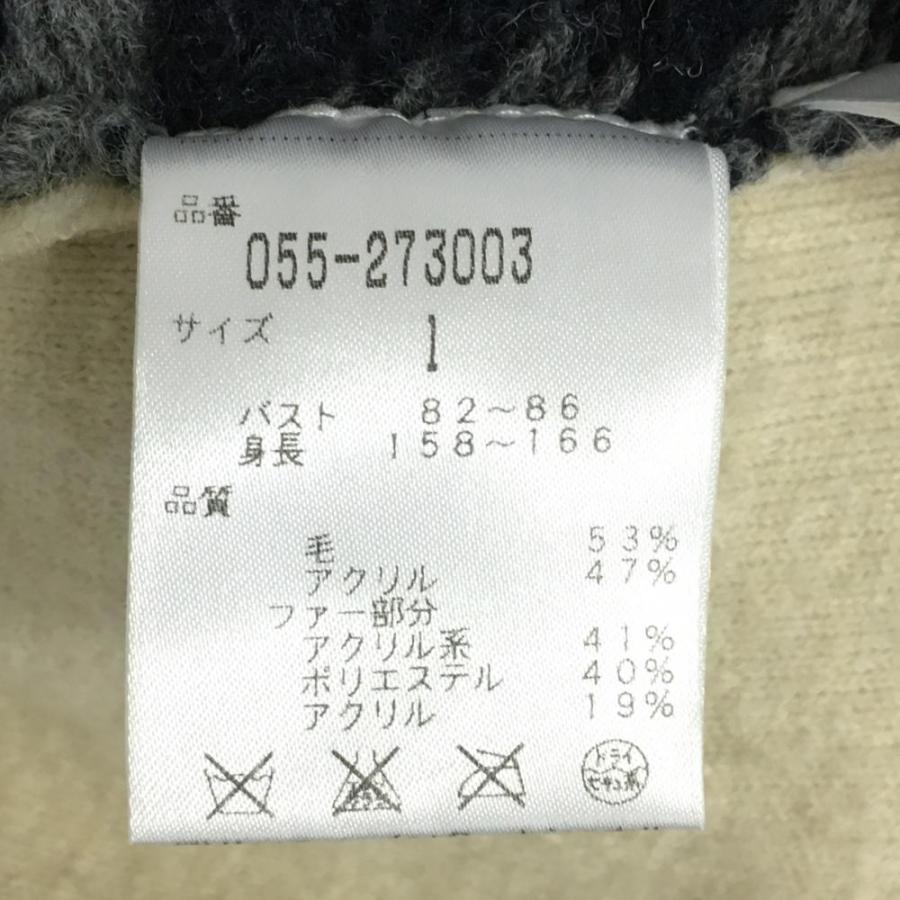 品番
055-273003
サイズ 1
バスト 82～86
身長 158～166
品質
毛 53%
アクリル 47%
ファー部分
アクリル系 41%
ポリエステル 40%
アクリル 19%
ドライ
セキユ系